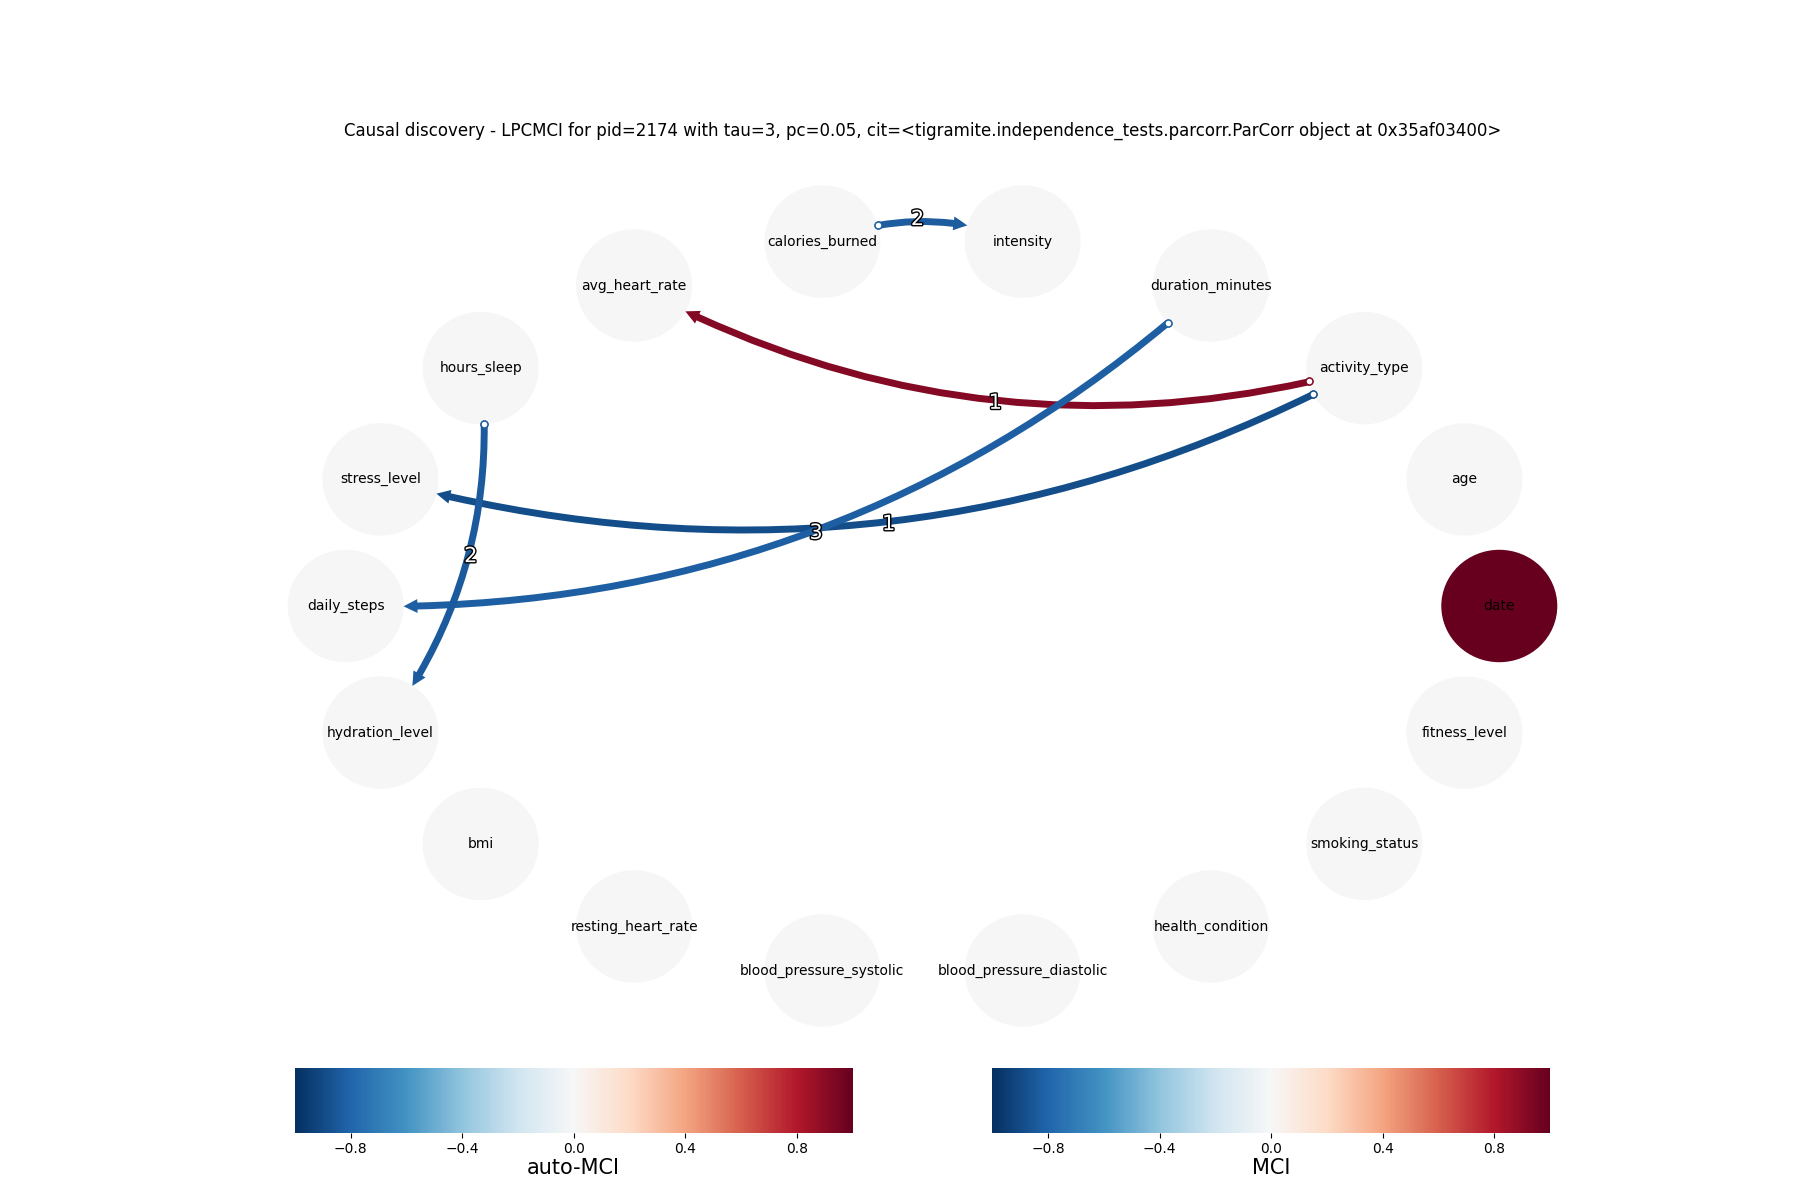 Causal discovery - LPCMCI for pid=2174 with tau=3, pc=0.05, cit=<tigramite.independence_tests.parcorr.ParCorr object at 0x35af03400>
2
calories_burned
intensity
avg_heart_rate
duration_minutes
hours_sleep
activity_type
1
stress_level
age
1
3
2
daily_steps
date
hydration_level
fitness_level
bmi
smoking_status
resting_heart_rate
health_condition
blood_pressure_systolic
blood_pressure_diastolic
−0.8 −0.4 0.0 0.4 0.8
auto-MCI
−0.8 −0.4 0.0 0.4 0.8
MCI